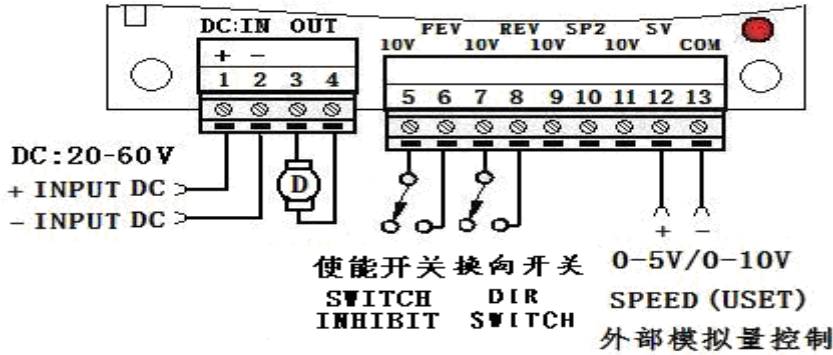 DC:IN OUT
FEV REV SP2 SV
10V 10V 10V 10V COM
+ −
1 2 3 4
5 6 7 8 9 10 11 12 13
DC:20-60V
+ INPUT DC
− INPUT DC
D
+ −
使能开关 换向开关 0-5V/0-10V
SWITCH DIR SPEED (USET)
INHIBIT SWITCH
外部模拟量控制